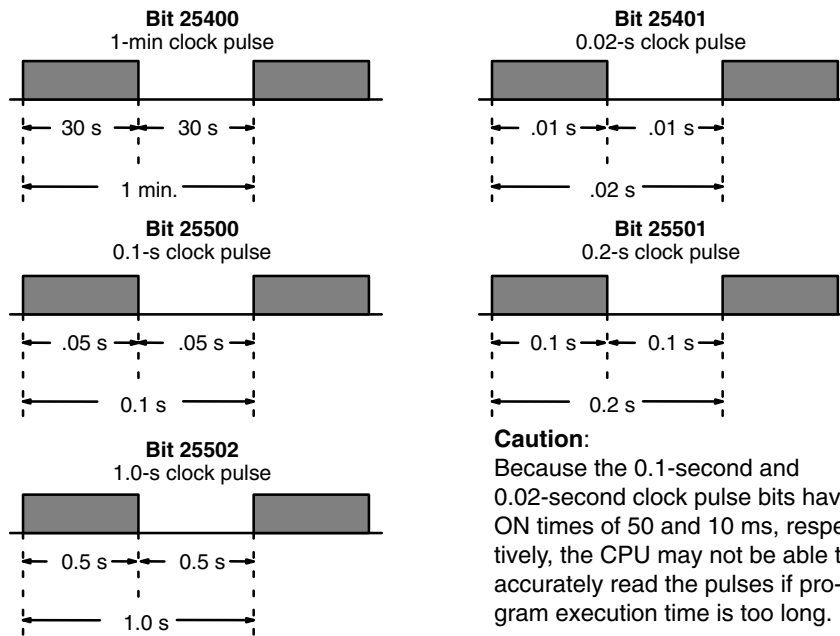 Bit 25400
1-min clock pulse
30 s 30 s
1 min.
Bit 25401
0.02-s clock pulse
.01 s .01 s
.02 s
Bit 25500
0.1-s clock pulse
.05 s .05 s
0.1 s
Bit 25501
0.2-s clock pulse
0.1 s 0.1 s
0.2 s
Bit 25502
1.0-s clock pulse
0.5 s 0.5 s
1.0 s
Caution:
Because the 0.1-second and
0.02-second clock pulse bits hav
ON times of 50 and 10 ms, respe
tively, the CPU may not be able t
accurately read the pulses if pro-
gram execution time is too long.